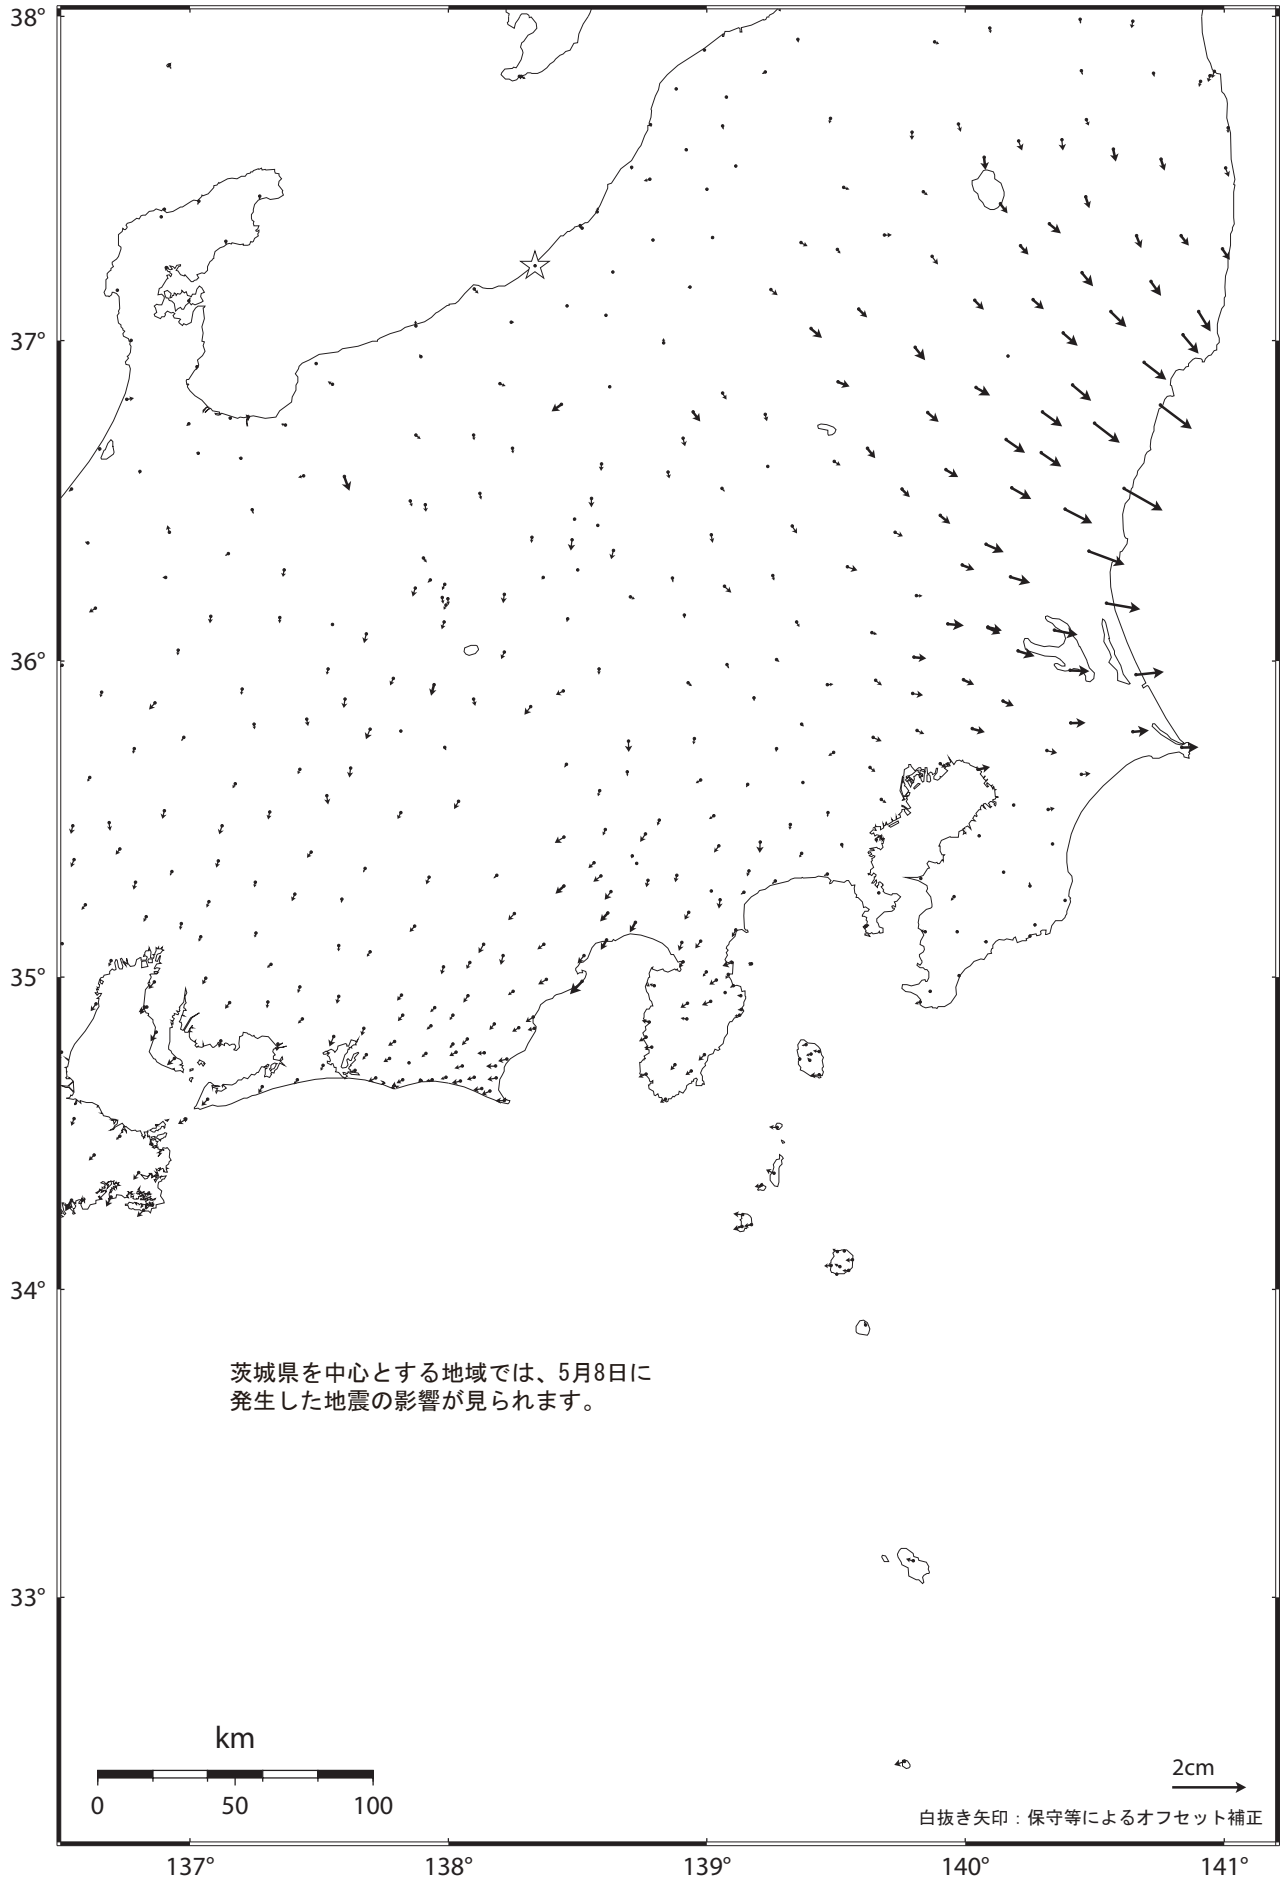 38°
37°
36°
35°
34°
33°
茨城県を中心とする地域では、5月8日に
発生した地震の影響が見られます。
km
0 50 100
2cm
白抜き矢印：保守等によるオフセット補正
137° 138° 139° 140° 141°